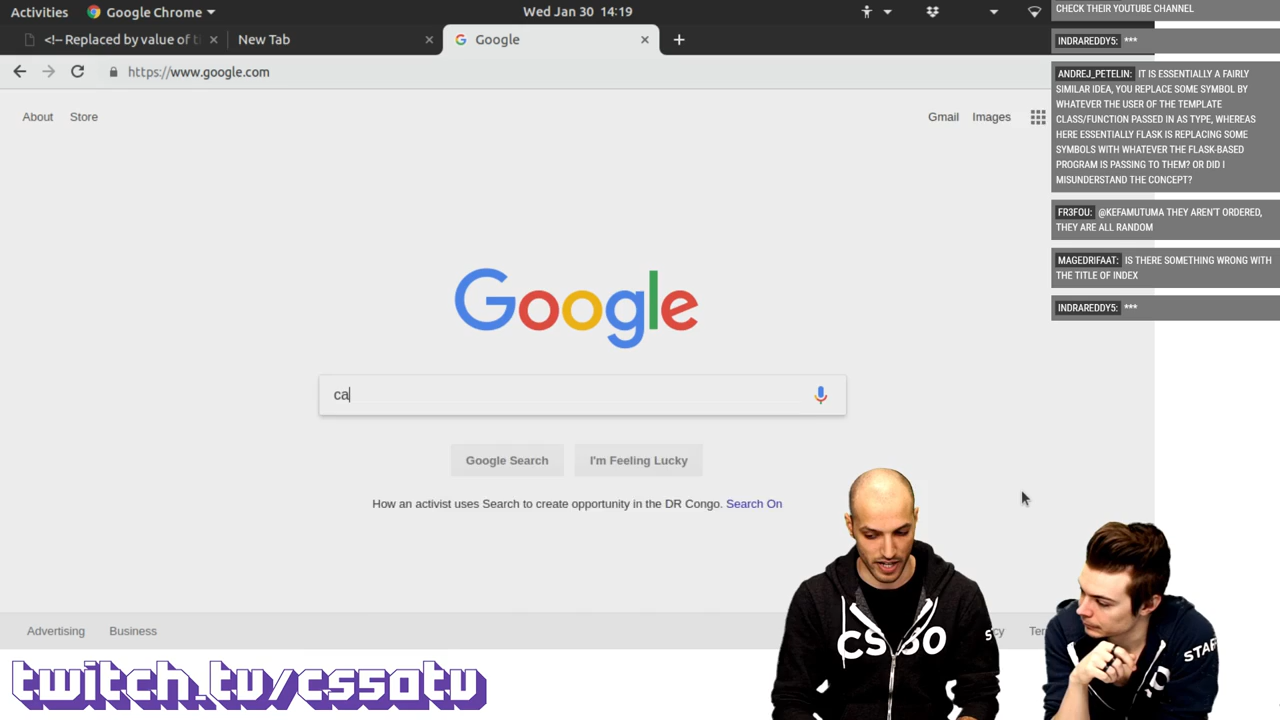 Activities
Google Chrome
Wed Jan 30 14:19
<!-- Replaced by value of t
New Tab
Google
https://www.google.com
About
Store
Gmail
Images
Google
ca
Google Search
I'm Feeling Lucky
How an activist uses Search to create opportunity in the DR Congo. Search On
Advertising
Business
CHECK THEIR YOUTUBE CHANNEL
INDRAREDDY5: ***
ANDREJ_PETELIN: IT IS ESSENTIALLY A FAIRLY
SIMILAR IDEA, YOU REPLACE SOME SYMBOL BY
WHATEVER THE USER OF THE TEMPLATE
CLASS/FUNCTION PASSED IN AS TYPE, WHEREAS
HERE ESSENTIALLY FLASK IS REPLACING SOME
SYMBOLS WITH WHATEVER THE FLASK-BASED
PROGRAM IS PASSING TO THEM? OR DID I
MISUNDERSTAND THE CONCEPT?
FR3FOU: @KEFAMUTUMA THEY AREN'T ORDERED,
THEY ARE ALL RANDOM
MAGEDRIFAAT: IS THERE SOMETHING WRONG WITH
THE TITLE OF INDEX
INDRAREDDY5: ***
twitch.tv/cs50tv
STAFF